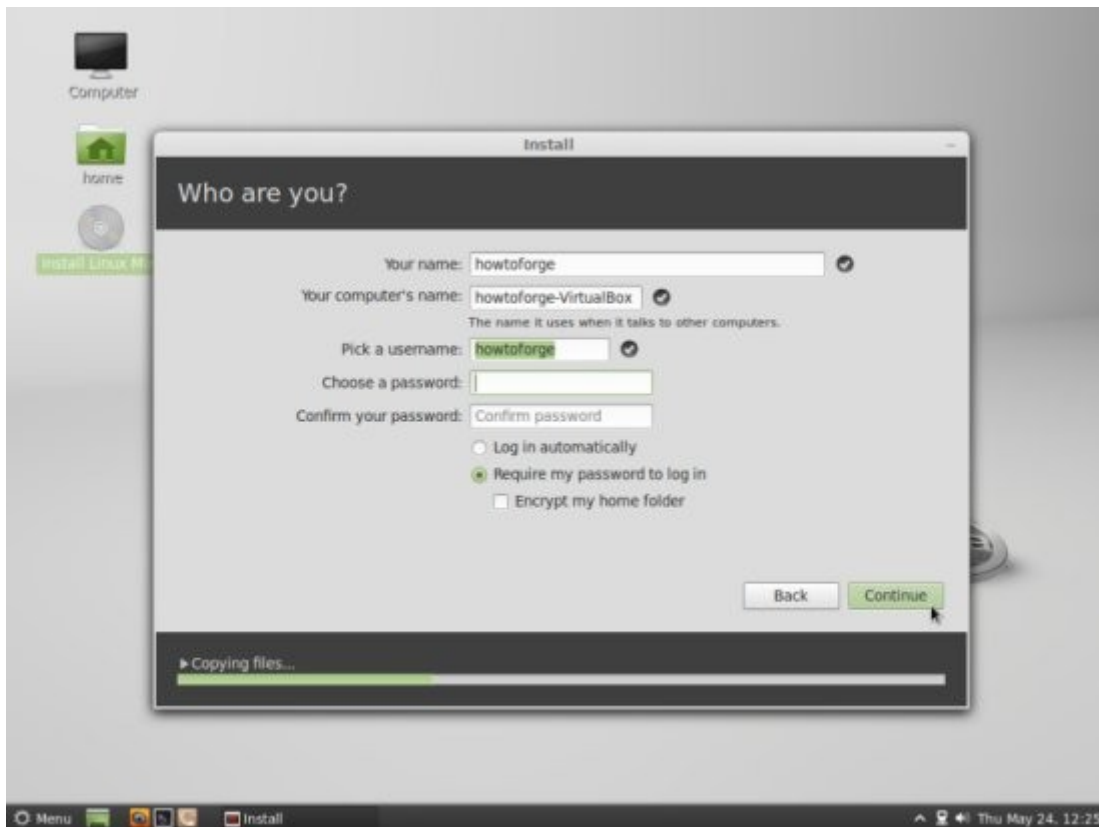 Computer
home
Install Linux M
Install
Who are you?
Your name: howtoforge
Your computer's name: howtoforge-VirtualBox
The name it uses when it talks to other computers.
Pick a username: howtoforge
Choose a password:
Confirm your password: Confirm password
Log in automatically
Require my password to log in
Encrypt my home folder
Back Continue
Copying files...
Menu Install Thu May 24, 12:25